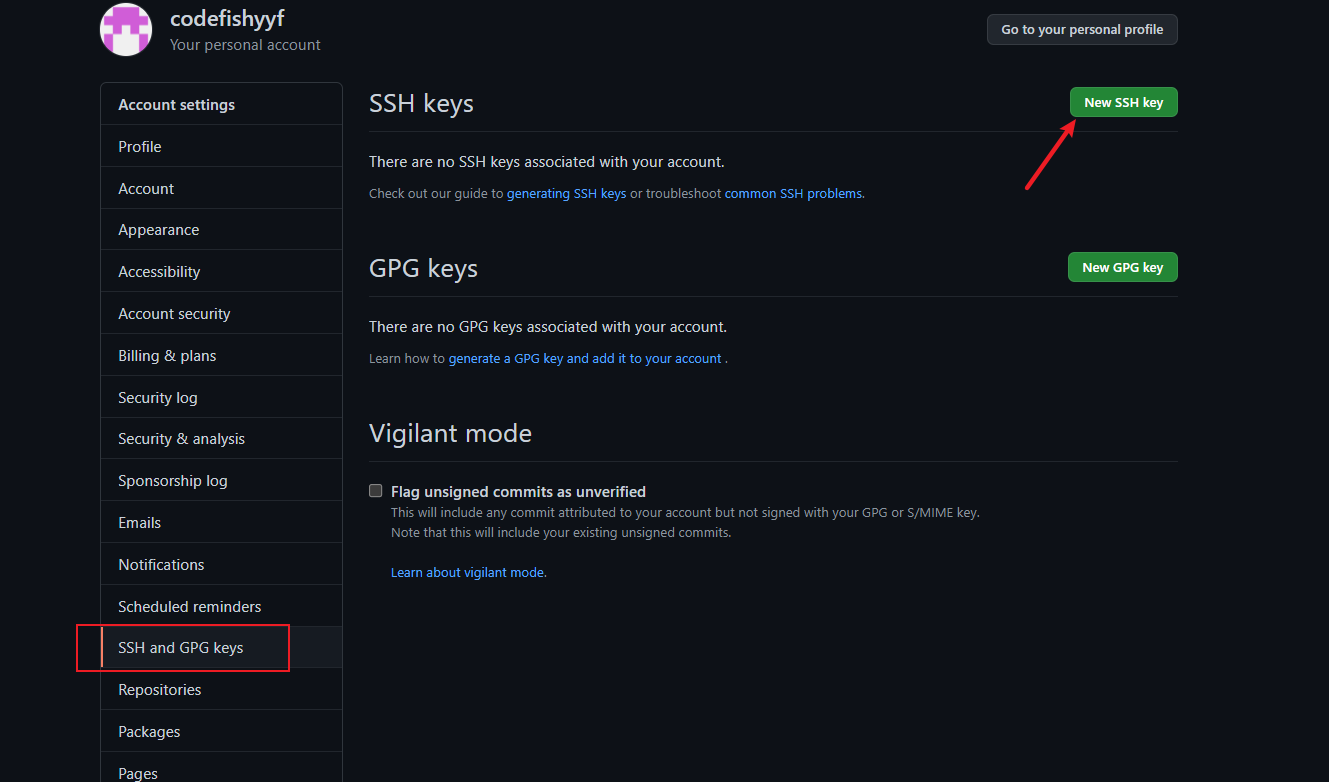 codefishyyf
Your personal account
Go to your personal profile
Account settings
Profile
Account
Appearance
Accessibility
Account security
Billing & plans
Security log
Security & analysis
Sponsorship log
Emails
Notifications
Scheduled reminders
SSH and GPG keys
Repositories
Packages
Pages
SSH keys
New SSH key
There are no SSH keys associated with your account.
Check out our guide to generating SSH keys or troubleshoot common SSH problems.
GPG keys
New GPG key
There are no GPG keys associated with your account.
Learn how to generate a GPG key and add it to your account .
Vigilant mode
Flag unsigned commits as unverified
This will include any commit attributed to your account but not signed with your GPG or S/MIME key.
Note that this will include your existing unsigned commits.
Learn about vigilant mode.